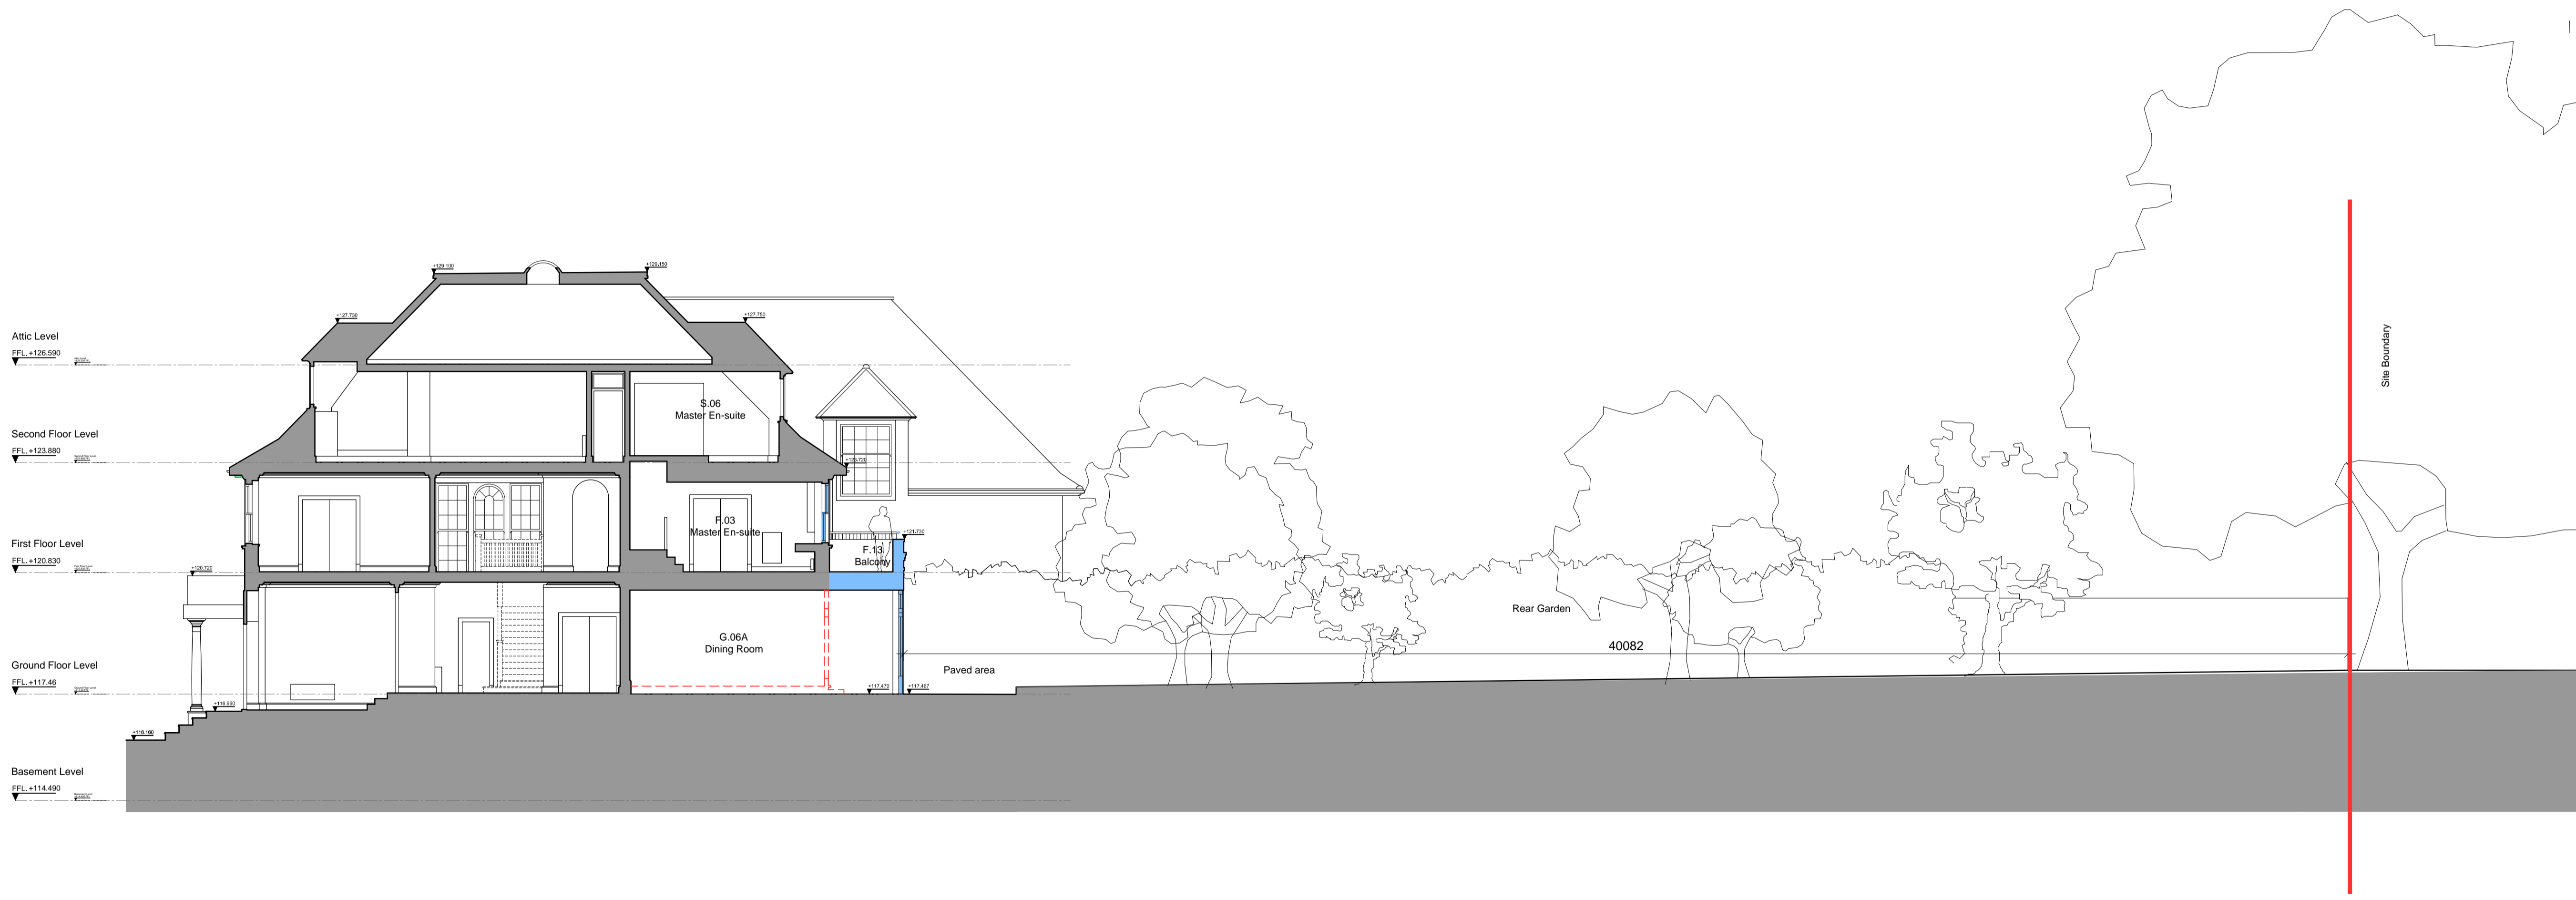 +129.100
+129.150
+127.730
+127.750
Attic Level
FFL. +126.590
Site Boundary
S.06
Master En-suite
Second Floor Level
FFL. +123.880
F.03
Master En-suite
+121.730
First Floor Level
FFL. +120.830
F.13
Balcony
+120.720
Rear Garden
G.06A
Dining Room
40082
Ground Floor Level
FFL. +117.46
Paved area
+117.470
+117.467
+116.960
Basement Level
FFL. +114.490